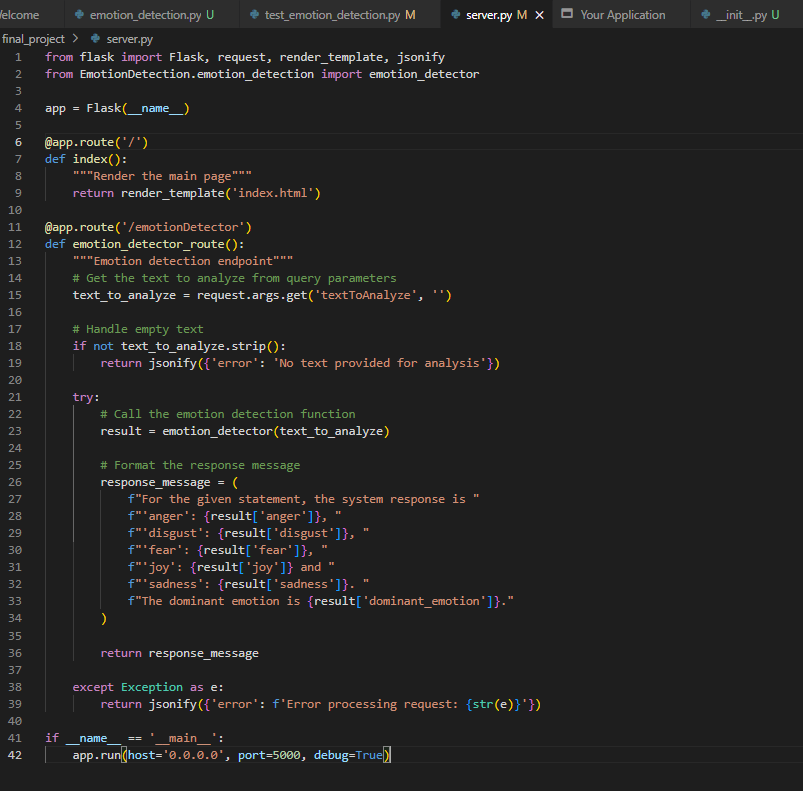 Welcome emotion_detection.py U test_emotion_detection.py M server.py M × Your Application __init__.py U
final_project > server.py
1 from flask import Flask, request, render_template, jsonify
2 from EmotionDetection.emotion_detection import emotion_detector
3
4 app = Flask(__name__)
5
6 @app.route('/')
7 def index():
8     """Render the main page"""
9     return render_template('index.html')
10
11 @app.route('/emotionDetector')
12 def emotion_detector_route():
13     """Emotion detection endpoint"""
14     # Get the text to analyze from query parameters
15     text_to_analyze = request.args.get('textToAnalyze', '')
16
17     # Handle empty text
18     if not text_to_analyze.strip():
19         return jsonify({'error': 'No text provided for analysis'})
20
21     try:
22         # Call the emotion detection function
23         result = emotion_detector(text_to_analyze)
24
25         # Format the response message
26         response_message = (
27             f"For the given statement, the system response is "
28             f"'anger': {result['anger']}, "
29             f"'disgust': {result['disgust']}, "
30             f"'fear': {result['fear']}, "
31             f"'joy': {result['joy']} and "
32             f"'sadness': {result['sadness']}. "
33             f"The dominant emotion is {result['dominant_emotion']}."
34         )
35
36         return response_message
37
38     except Exception as e:
39         return jsonify({'error': f'Error processing request: {str(e)}'})
40
41 if __name__ == '__main__':
42     app.run(host='0.0.0.0', port=5000, debug=True)